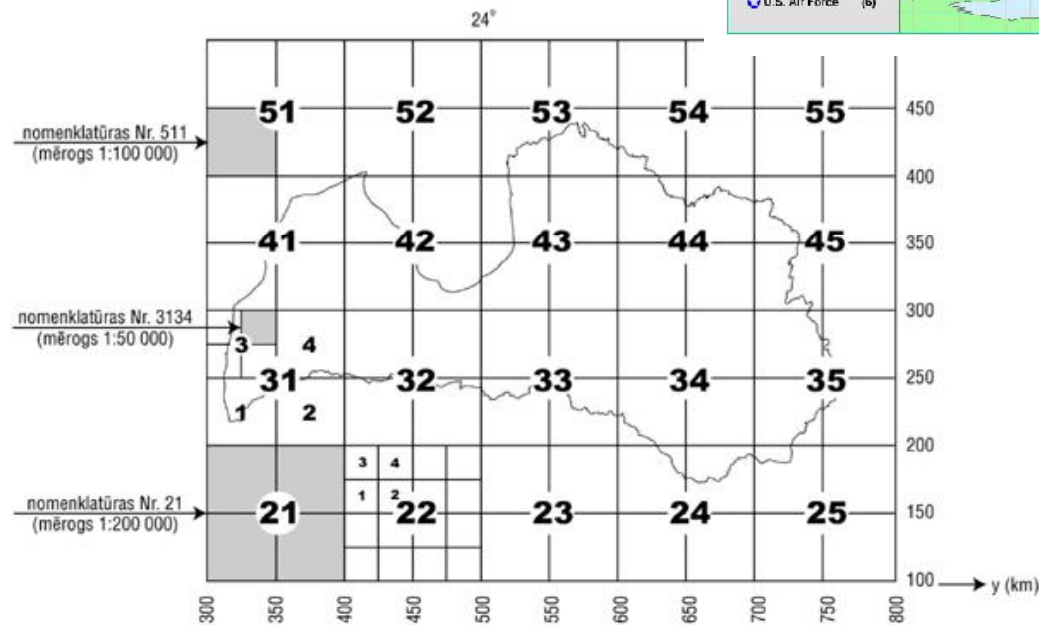 U.S. Air Force (6)
24°
51 52 53 54 55 450
nomenklatūras Nr. 511
(mērogs 1:100 000)
400
41 42 43 44 45 350
300
nomenklatūras Nr. 3134
(mērogs 1:50 000)
3 4
31 32 33 34 35 250
1 2
200
3 4
1 2
nomenklatūras Nr. 21
(mērogs 1:200 000)
21 22 23 24 25 150
100 y (km)
300 350 400 450 500 550 600 650 700 750 800